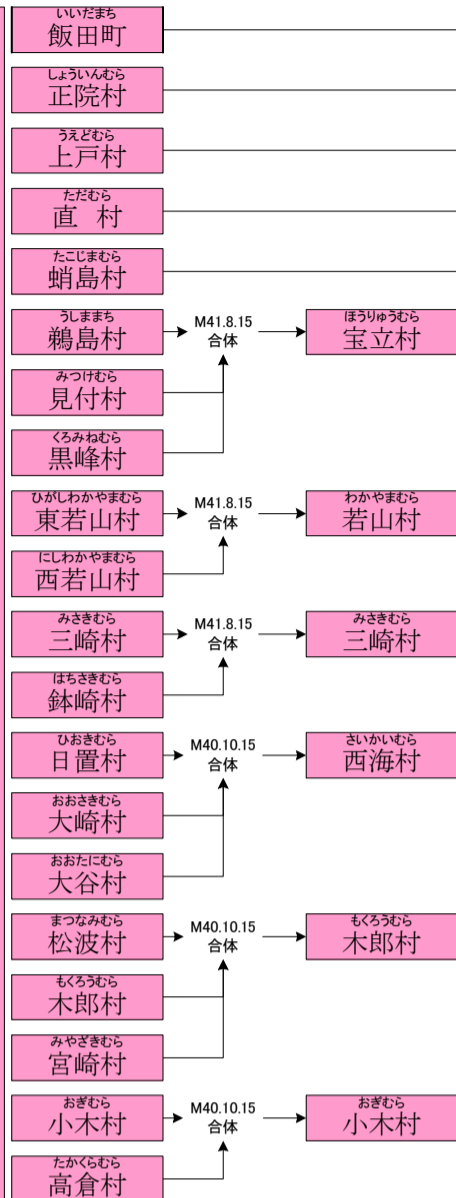 いいだまち
飯田町
しょういんむら
正院村
うえどむら
上戸村
ただむら
直 村
たこじまむら
蛸島村
うしままち
鵜島村
M41.8.15
合体
ほうりゅうむら
宝立村
みつけむら
見付村
くろみねむら
黒峰村
ひがしわかやまむら
東若山村
M41.8.15
合体
わかやまむら
若山村
にしわかやまむら
西若山村
みさきむら
三崎村
M41.8.15
合体
みさきむら
三崎村
はちさきむら
鉢崎村
ひおきむら
日置村
M40.10.15
合体
さいかいむら
西海村
おおさきむら
大崎村
おおたにむら
大谷村
まつなみむら
松波村
M40.10.15
合体
もくろうむら
木郎村
もくろうむら
木郎村
みやざきむら
宮崎村
おぎむら
小木村
M40.10.15
合体
おぎむら
小木村
たかくらむら
高倉村